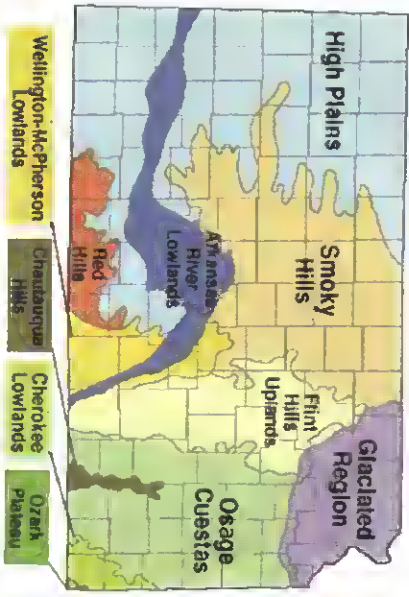 High Plains
Smoky
Hills
Glaciated
Region
Flint
Hills
Uplands
Arkansas
River
Lowlands
Red
Hills
Osage
Cuestas
Wellington-McPherson
Lowlands
Chautauqua
Hills
Cherokee
Lowlands
Ozark
Plateau